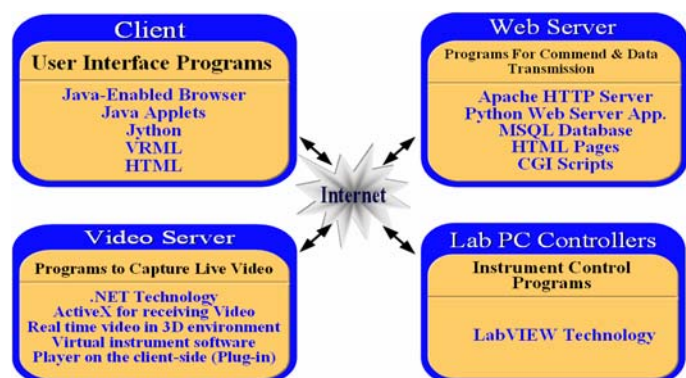 Client
User Interface Programs
Java-Enabled Browser
Java Applets
Jython
VRML
HTML
Web Server
Programs For Commend & Data
Transmission
Apache HTTP Server
Python Web Server App.
MSQL Database
HTML Pages
CGI Scripts
Internet
Video Server
Programs to Capture Live Video
.NET Technology
ActiveX for receiving Video
Real time video in 3D environment
Virtual instrument software
Player on the client-side (Plug-in)
Lab PC Controllers
Instrument Control
Programs
LabVIEW Technology